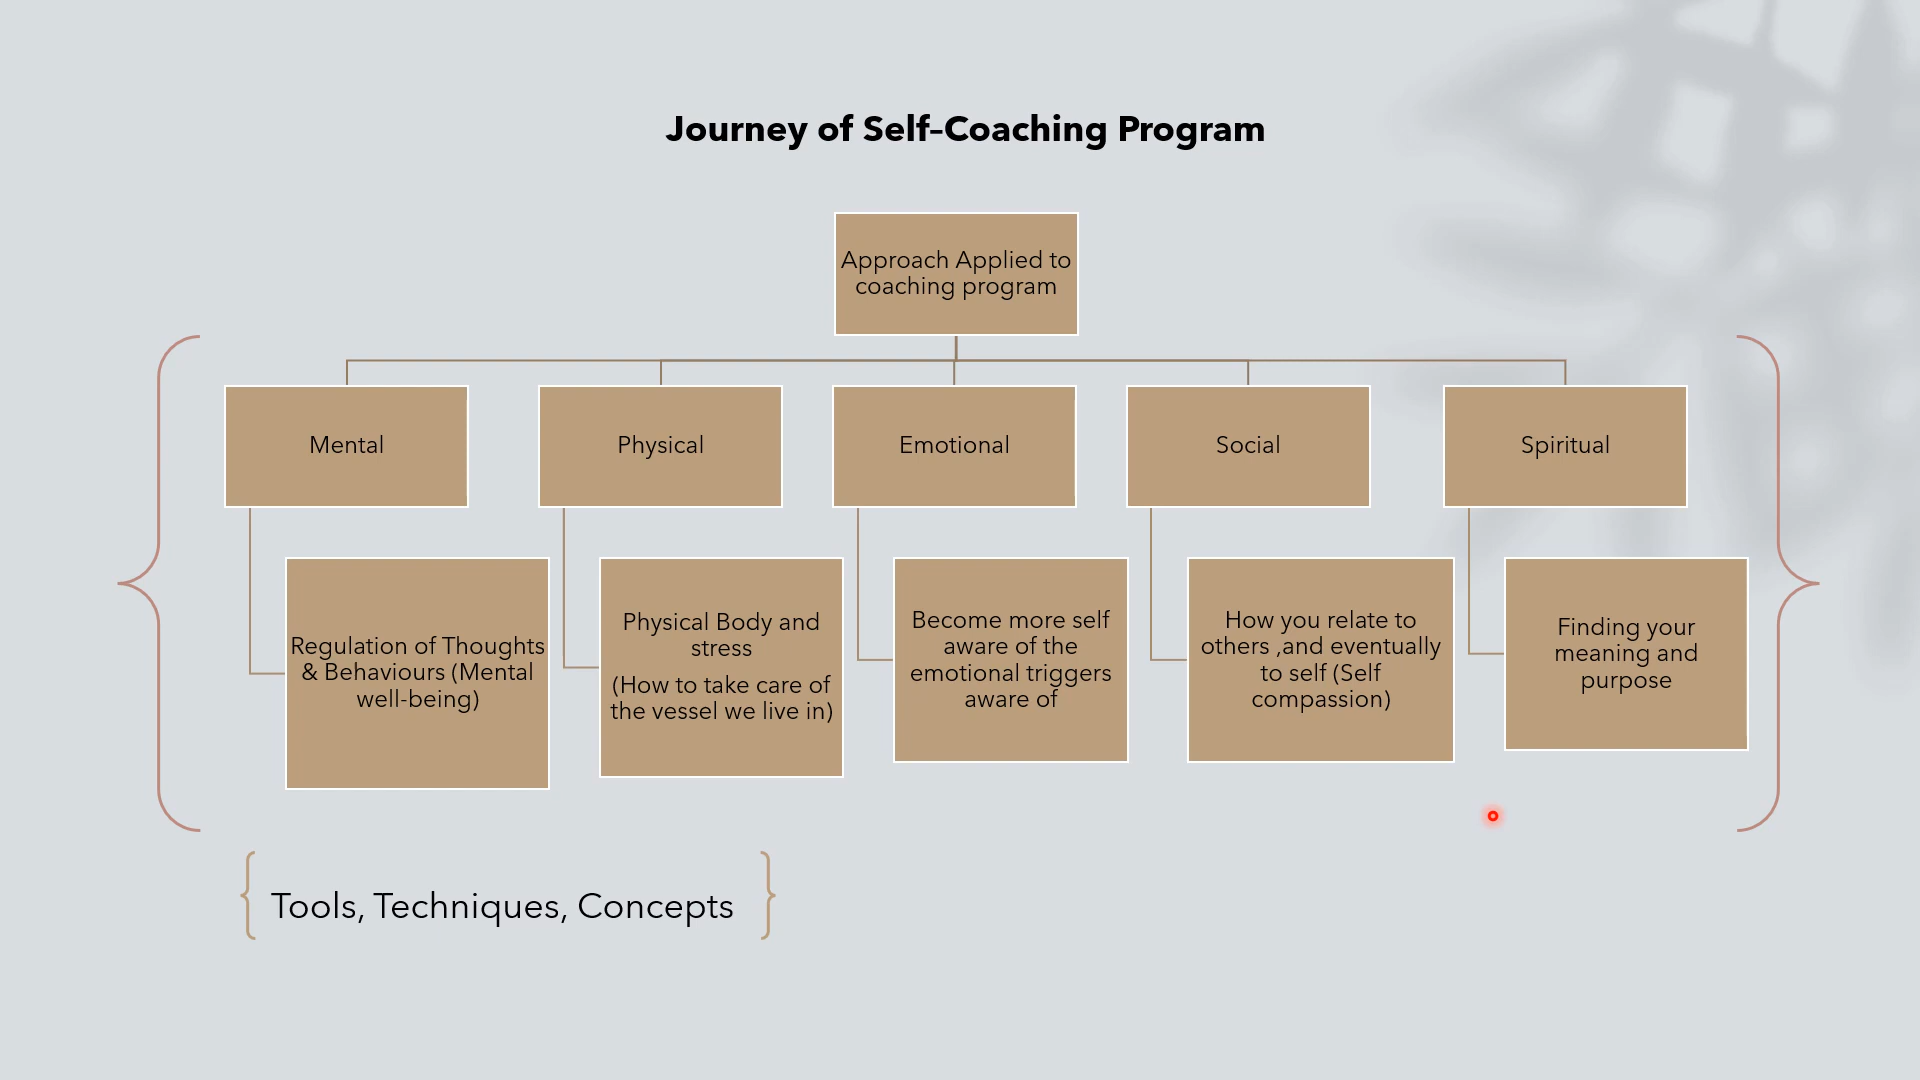 Journey of Self–Coaching Program
Approach Applied to
coaching program
Mental
Physical
Emotional
Social
Spiritual
Regulation of Thoughts
& Behaviours (Mental
well-being)
Physical Body and
stress
(How to take care of
the vessel we live in)
Become more self
aware of the
emotional triggers
aware of
How you relate to
others ,and eventually
to self (Self
compassion)
Finding your
meaning and
purpose
Tools, Techniques, Concepts